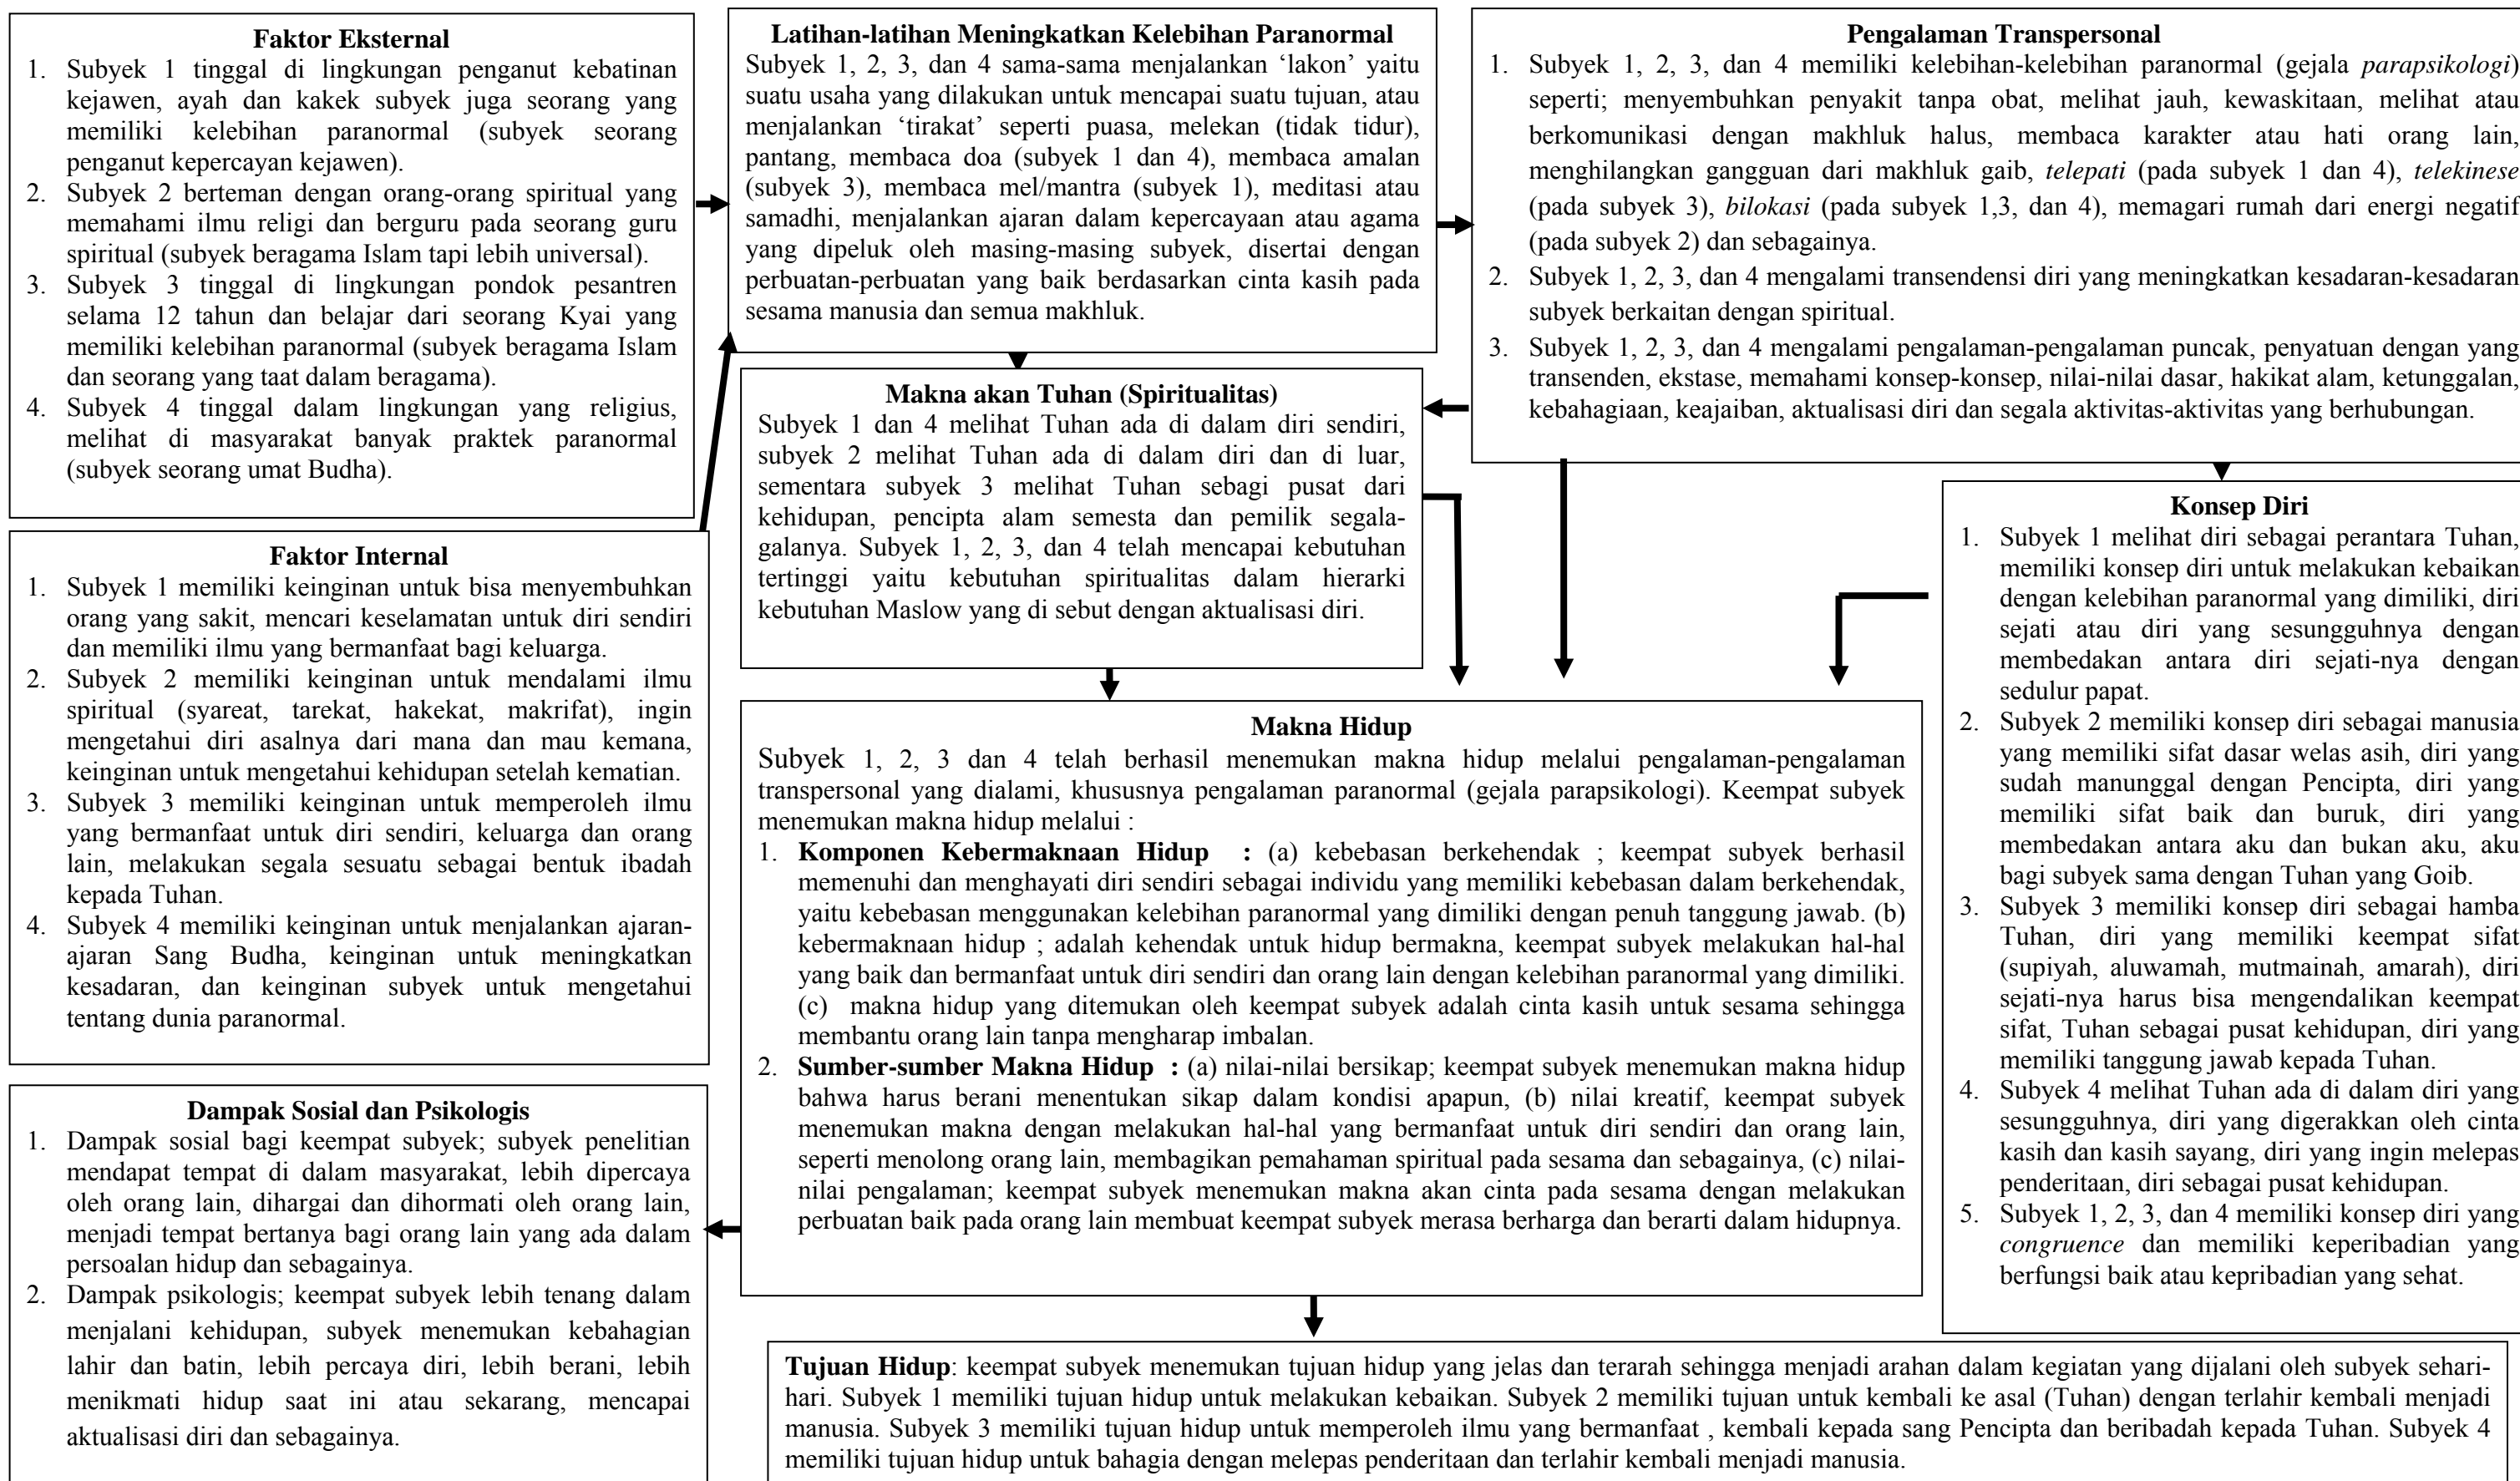 Faktor Eksternal
1. Subyek 1 tinggal di lingkungan penganut kebatinan
kejawen, ayah dan kakek subyek juga seorang yang
memiliki kelebihan paranormal (subyek seorang
penganut kepercayan kejawen).
2. Subyek 2 berteman dengan orang-orang spiritual yang
memahami ilmu religi dan berguru pada seorang guru
spiritual (subyek beragama Islam tapi lebih universal).
3. Subyek 3 tinggal di lingkungan pondok pesantren
selama 12 tahun dan belajar dari seorang Kyai yang
memiliki kelebihan paranormal (subyek beragama Islam
dan seorang yang taat dalam beragama).
4. Subyek 4 tinggal dalam lingkungan yang religius,
melihat di masyarakat banyak praktek paranormal
(subyek seorang umat Budha).
Faktor Internal
1. Subyek 1 memiliki keinginan untuk bisa menyembuhkan
orang yang sakit, mencari keselamatan untuk diri sendiri
dan memiliki ilmu yang bermanfaat bagi keluarga.
2. Subyek 2 memiliki keinginan untuk mendalami ilmu
spiritual (syareat, tarekat, hakekat, makrifat), ingin
mengetahui diri asalnya dari mana dan mau kemana,
keinginan untuk mengetahui kehidupan setelah kematian.
3. Subyek 3 memiliki keinginan untuk memperoleh ilmu
yang bermanfaat untuk diri sendiri, keluarga dan orang
lain, melakukan segala sesuatu sebagai bentuk ibadah
kepada Tuhan.
4. Subyek 4 memiliki keinginan untuk menjalankan ajaran-
ajaran Sang Budha, keinginan untuk meningkatkan
kesadaran, dan keinginan subyek untuk mengetahui
tentang dunia paranormal.
Dampak Sosial dan Psikologis
1. Dampak sosial bagi keempat subyek; subyek penelitian
mendapat tempat di dalam masyarakat, lebih dipercaya
oleh orang lain, dihargai dan dihormati oleh orang lain,
menjadi tempat bertanya bagi orang lain yang ada dalam
persoalan hidup dan sebagainya.
2. Dampak psikologis; keempat subyek lebih tenang dalam
menjalani kehidupan, subyek menemukan kebahagian
lahir dan batin, lebih percaya diri, lebih berani, lebih
menikmati hidup saat ini atau sekarang, mencapai
aktualisasi diri dan sebagainya.
Latihan-latihan Meningkatkan Kelebihan Paranormal
Subyek 1, 2, 3, dan 4 sama-sama menjalankan ‘lakon’ yaitu
suatu usaha yang dilakukan untuk mencapai suatu tujuan, atau
menjalankan ‘tirakat’ seperti puasa, melekan (tidak tidur),
pantang, membaca doa (subyek 1 dan 4), membaca amalan
(subyek 3), membaca mel/mantra (subyek 1), meditasi atau
samadhi, menjalankan ajaran dalam kepercayaan atau agama
yang dipeluk oleh masing-masing subyek, disertai dengan
perbuatan-perbuatan yang baik berdasarkan cinta kasih pada
sesama manusia dan semua makhluk.
Makna akan Tuhan (Spiritualitas)
Subyek 1 dan 4 melihat Tuhan ada di dalam diri sendiri,
subyek 2 melihat Tuhan ada di dalam diri dan di luar,
sementara subyek 3 melihat Tuhan sebagi pusat dari
kehidupan, pencipta alam semesta dan pemilik segala-
galanya. Subyek 1, 2, 3, dan 4 telah mencapai kebutuhan
tertinggi yaitu kebutuhan spiritualitas dalam hierarki
kebutuhan Maslow yang di sebut dengan aktualisasi diri.
Pengalaman Transpersonal
1. Subyek 1, 2, 3, dan 4 memiliki kelebihan-kelebihan paranormal (gejala parapsikologi)
seperti; menyembuhkan penyakit tanpa obat, melihat jauh, kewaskitaan, melihat atau
berkomunikasi dengan makhluk halus, membaca karakter atau hati orang lain,
menghilangkan gangguan dari makhluk gaib, telepati (pada subyek 1 dan 4), telekinese
(pada subyek 3), bilokasi (pada subyek 1,3, dan 4), memagari rumah dari energi negatif
(pada subyek 2) dan sebagainya.
2. Subyek 1, 2, 3, dan 4 mengalami transendensi diri yang meningkatkan kesadaran-kesadaran
subyek berkaitan dengan spiritual.
3. Subyek 1, 2, 3, dan 4 mengalami pengalaman-pengalaman puncak, penyatuan dengan yang
transenden, ekstase, memahami konsep-konsep, nilai-nilai dasar, hakikat alam, ketunggalan,
kebahagiaan, keajaiban, aktualisasi diri dan segala aktivitas-aktivitas yang berhubungan.
Konsep Diri
1. Subyek 1 melihat diri sebagai perantara Tuhan,
memiliki konsep diri untuk melakukan kebaikan
dengan kelebihan paranormal yang dimiliki, diri
sejati atau diri yang sesungguhnya dengan
membedakan antara diri sejati-nya dengan
sedulur papat.
2. Subyek 2 memiliki konsep diri sebagai manusia
yang memiliki sifat dasar welas asih, diri yang
sudah manunggal dengan Pencipta, diri yang
memiliki sifat baik dan buruk, diri yang
membedakan antara aku dan bukan aku, aku
bagi subyek sama dengan Tuhan yang Goib.
3. Subyek 3 memiliki konsep diri sebagai hamba
Tuhan, diri yang memiliki keempat sifat
(supiyah, aluwamah, mutmainah, amarah), diri
sejati-nya harus bisa mengendalikan keempat
sifat, Tuhan sebagai pusat kehidupan, diri yang
memiliki tanggung jawab kepada Tuhan.
4. Subyek 4 melihat Tuhan ada di dalam diri yang
sesungguhnya, diri yang digerakkan oleh cinta
kasih dan kasih sayang, diri yang ingin melepas
penderitaan, diri sebagai pusat kehidupan.
5. Subyek 1, 2, 3, dan 4 memiliki konsep diri yang
congruence dan memiliki keperibadian yang
berfungsi baik atau kepribadian yang sehat.
Makna Hidup
Subyek 1, 2, 3 dan 4 telah berhasil menemukan makna hidup melalui pengalaman-pengalaman
transpersonal yang dialami, khususnya pengalaman paranormal (gejala parapsikologi). Keempat subyek
menemukan makna hidup melalui :
1. Komponen Kebermaknaan Hidup : (a) kebebasan berkehendak ; keempat subyek berhasil
memenuhi dan menghayati diri sendiri sebagai individu yang memiliki kebebasan dalam berkehendak,
yaitu kebebasan menggunakan kelebihan paranormal yang dimiliki dengan penuh tanggung jawab. (b)
kebermaknaan hidup ; adalah kehendak untuk hidup bermakna, keempat subyek melakukan hal-hal
yang baik dan bermanfaat untuk diri sendiri dan orang lain dengan kelebihan paranormal yang dimiliki.
(c) makna hidup yang ditemukan oleh keempat subyek adalah cinta kasih untuk sesama sehingga
membantu orang lain tanpa mengharap imbalan.
2. Sumber-sumber Makna Hidup : (a) nilai-nilai bersikap; keempat subyek menemukan makna hidup
bahwa harus berani menentukan sikap dalam kondisi apapun, (b) nilai kreatif, keempat subyek
menemukan makna dengan melakukan hal-hal yang bermanfaat untuk diri sendiri dan orang lain,
seperti menolong orang lain, membagikan pemahaman spiritual pada sesama dan sebagainya, (c) nilai-
nilai pengalaman; keempat subyek menemukan makna akan cinta pada sesama dengan melakukan
perbuatan baik pada orang lain membuat keempat subyek merasa berharga dan berarti dalam hidupnya.
Tujuan Hidup: keempat subyek menemukan tujuan hidup yang jelas dan terarah sehingga menjadi arahan dalam kegiatan yang dijalani oleh subyek sehari-
hari. Subyek 1 memiliki tujuan hidup untuk melakukan kebaikan. Subyek 2 memiliki tujuan untuk kembali ke asal (Tuhan) dengan terlahir kembali menjadi
manusia. Subyek 3 memiliki tujuan hidup untuk memperoleh ilmu yang bermanfaat , kembali kepada sang Pencipta dan beribadah kepada Tuhan. Subyek 4
memiliki tujuan hidup untuk bahagia dengan melepas penderitaan dan terlahir kembali menjadi manusia.